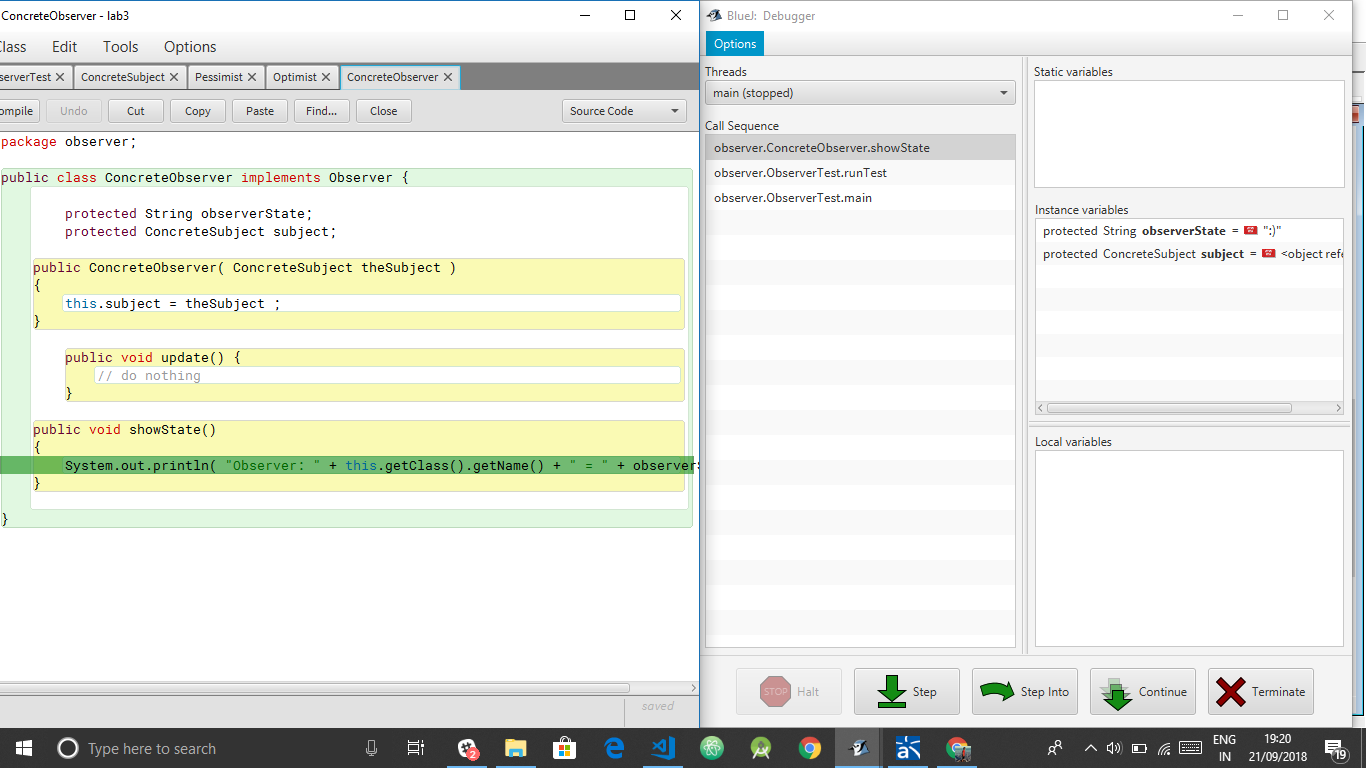 ConcreteObserver - lab3
Class Edit Tools Options
serverTest ConcreteSubject Pessimist Optimist ConcreteObserver
ompile Undo Cut Copy Paste Find... Close Source Code
package observer;
public class ConcreteObserver implements Observer {
protected String observerState;
protected ConcreteSubject subject;
public ConcreteObserver( ConcreteSubject theSubject )
{
this.subject = theSubject ;
}
public void update() {
// do nothing
}
public void showState()
{
System.out.println( "Observer: " + this.getClass().getName() + " = " + observerS
}
}
saved
BlueJ: Debugger
Options
Threads
main (stopped)
Call Sequence
observer.ConcreteObserver.showState
observer.ObserverTest.runTest
observer.ObserverTest.main
Static variables
Instance variables
protected String observerState = ":)"
protected ConcreteSubject subject = <object refe
Local variables
STOP Halt
Step
Step Into
Continue
Terminate
Type here to search
2
ENG
IN
19:20
21/09/2018
19